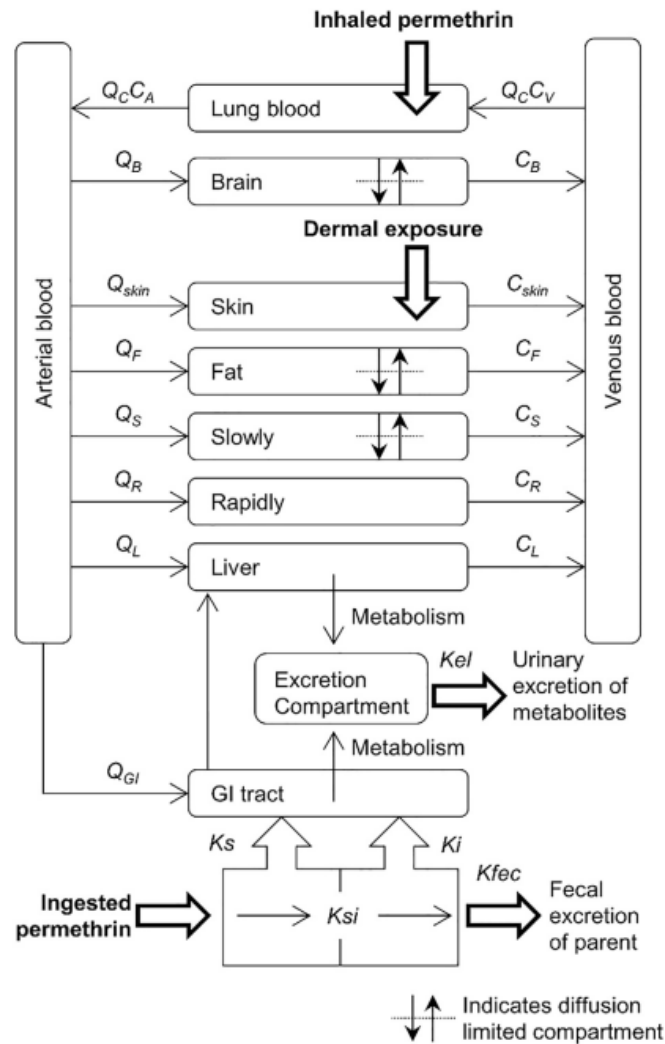 Inhaled permethrin
Q_C C_A
Q_C C_V
Lung blood
Q_B
Brain
C_B
Dermal exposure
Q_skin
Skin
C_skin
Arterial blood
Venous blood
Q_F
Fat
C_F
Q_S
Slowly
C_S
Q_R
Rapidly
C_R
Q_L
Liver
C_L
Metabolism
Kel
Urinary
excretion of
metabolites
Excretion
Compartment
Metabolism
Q_GI
GI tract
Ks
Ki
Kfec
Ingested
permethrin
Ksi
Fecal
excretion
of parent
Indicates diffusion
limited compartment